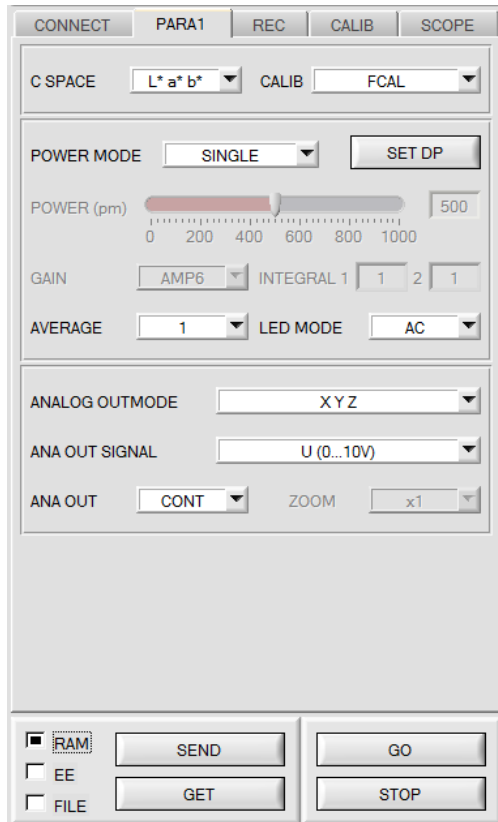 CONNECT PARA1 REC CALIB SCOPE
C SPACE L* a* b* CALIB FCAL
POWER MODE SINGLE SET DP
POWER (pm) 500
0 200 400 600 800 1000
GAIN AMP6 INTEGRAL 1 1 2 1
AVERAGE 1 LED MODE AC
ANALOG OUTMODE X Y Z
ANA OUT SIGNAL U (0...10V)
ANA OUT CONT ZOOM x1
RAM SEND GO
EE
FILE GET STOP